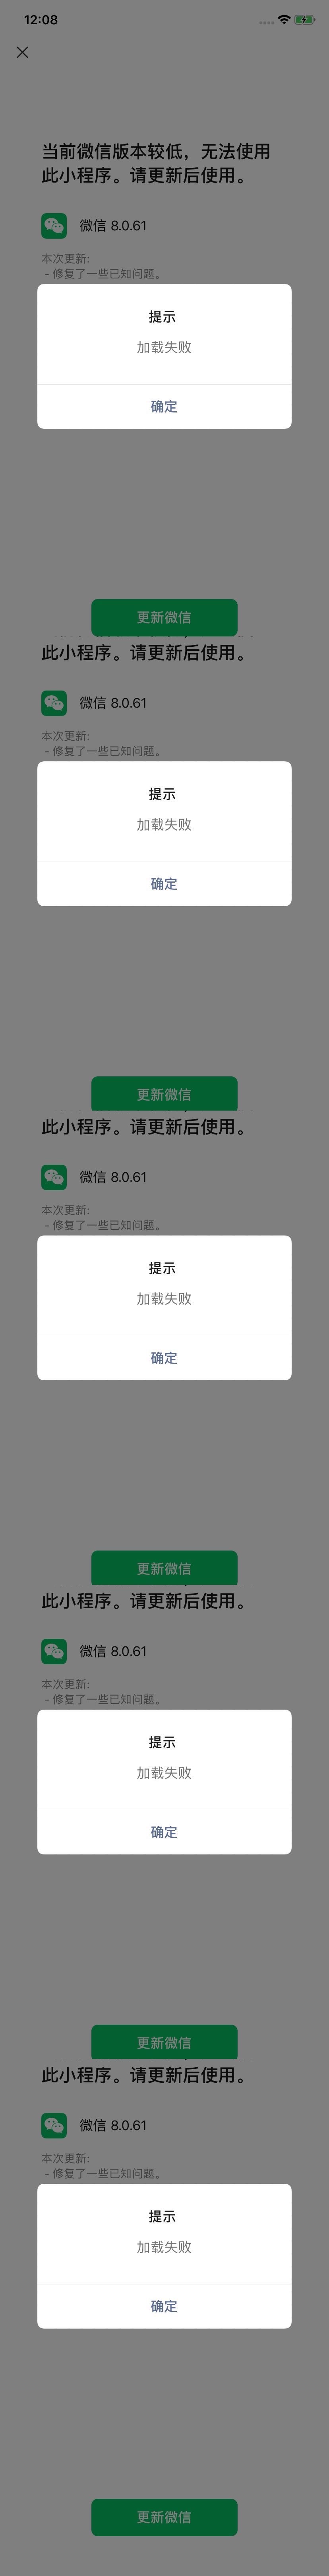 12:08
当前微信版本较低，无法使用
此小程序。请更新后使用。
微信 8.0.61
本次更新:
- 修复了一些已知问题。
提示
加载失败
确定
更新微信
此小程序。请更新后使用。
微信 8.0.61
本次更新:
- 修复了一些已知问题。
提示
加载失败
确定
更新微信
此小程序。请更新后使用。
微信 8.0.61
本次更新:
- 修复了一些已知问题。
提示
加载失败
确定
更新微信
此小程序。请更新后使用。
微信 8.0.61
本次更新:
- 修复了一些已知问题。
提示
加载失败
确定
更新微信
此小程序。请更新后使用。
微信 8.0.61
本次更新:
- 修复了一些已知问题。
提示
加载失败
确定
更新微信